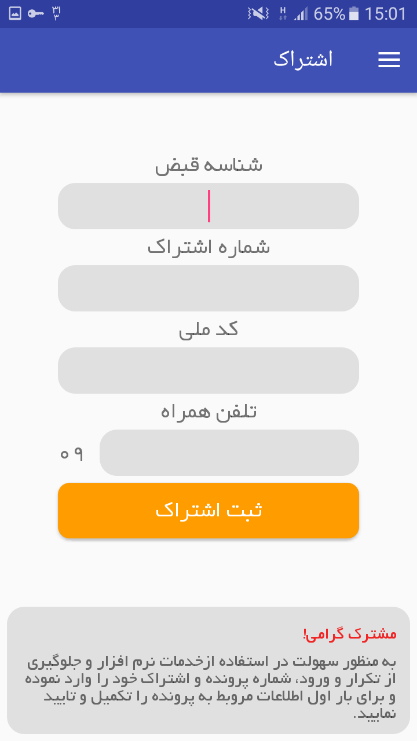 65% 15:01
اشتراک
شناسه قبض
شماره اشتراک
کد ملی
تلفن همراه
۰۹
ثبت اشتراک
مشترک گرامی!
به منظور سهولت در استفاده ازخدمات نرم افزار و جلوگیری
از تکرار و ورود، شماره پرونده و اشتراک خود را وارد نموده
و برای بار اول اطلاعات مربوط به پرونده را تکمیل و تایید
نمایید.